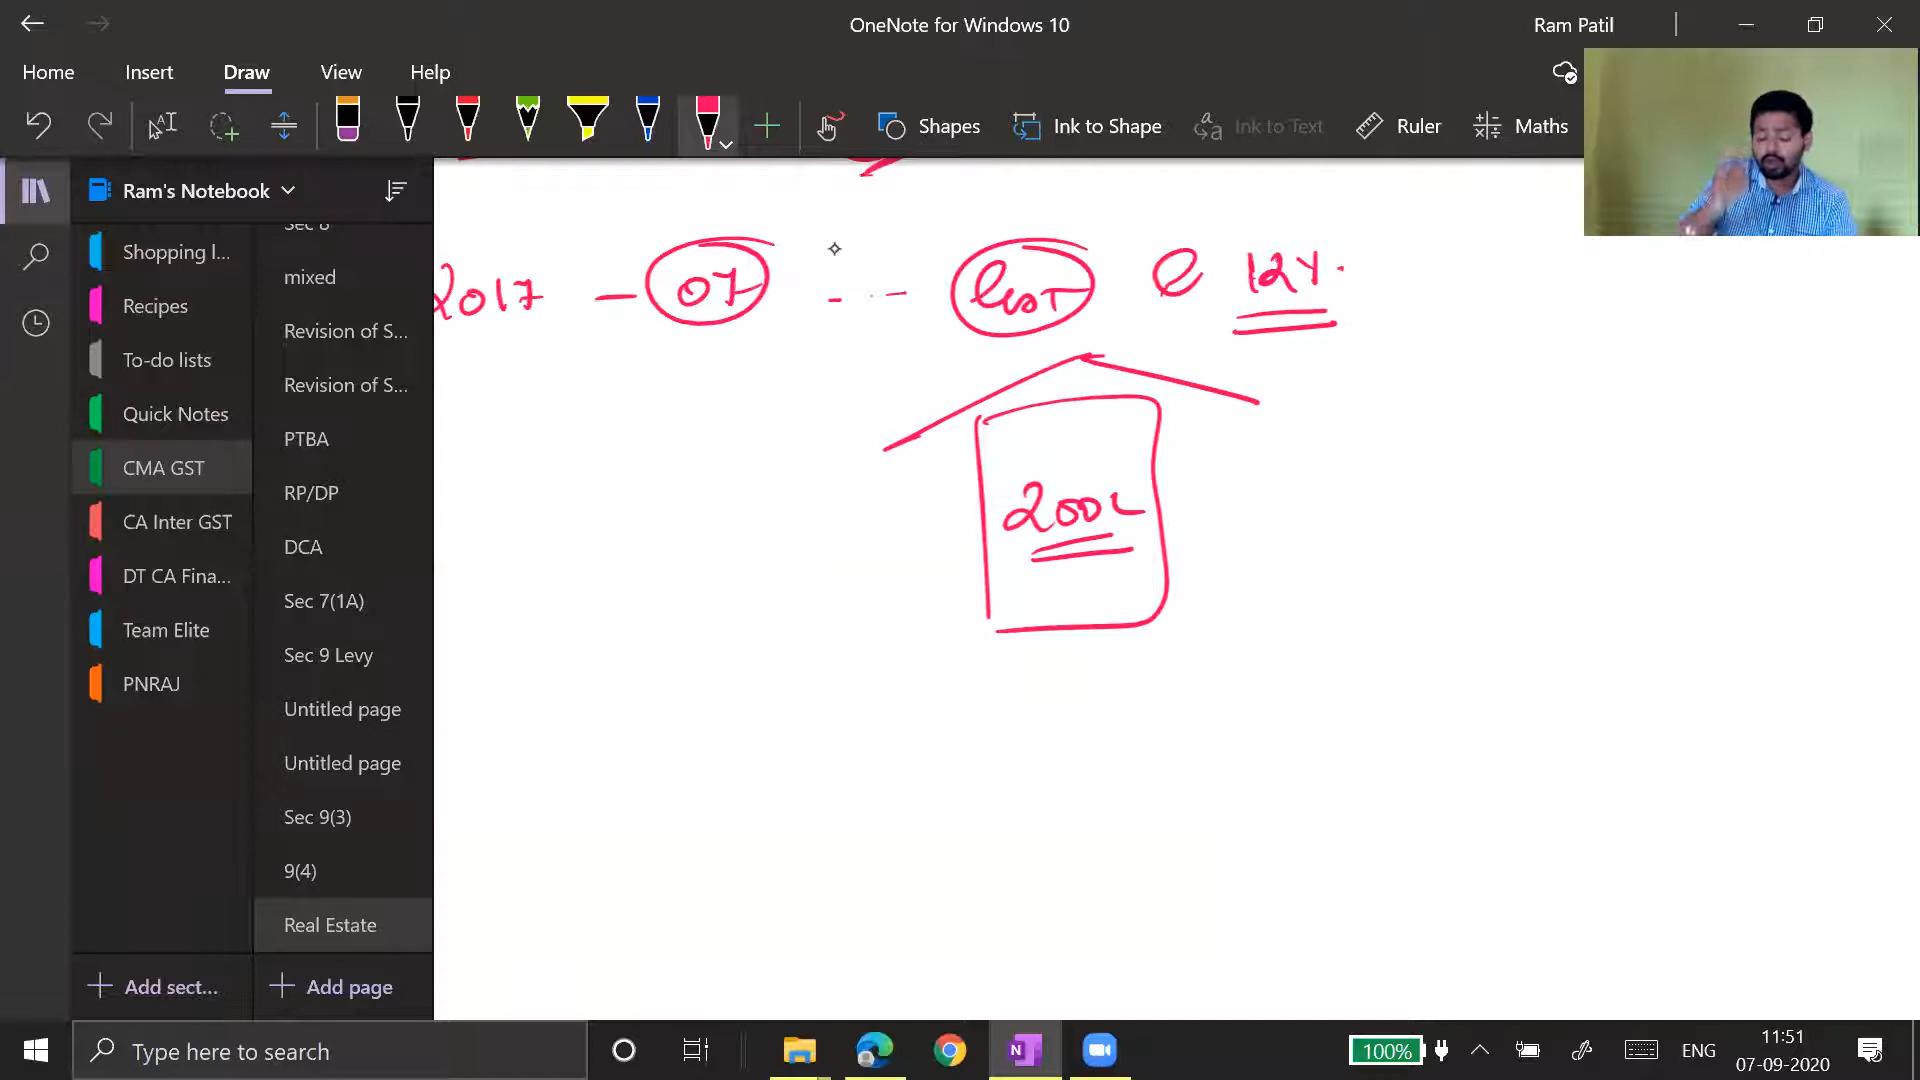 OneNote for Windows 10
Ram Patil
Home
Insert
Draw
View
Help
Shapes
Ink to Shape
Ink to Text
Ruler
Maths
Ram's Notebook
Shopping l...
Recipes
To-do lists
Quick Notes
CMA GST
CA Inter GST
DT CA Fina...
Team Elite
PNRAJ
Add sect...
Sec 8
mixed
Revision of S...
Revision of S...
PTBA
RP/DP
DCA
Sec 7(1A)
Sec 9 Levy
Untitled page
Untitled page
Sec 9(3)
9(4)
Real Estate
Add page
2017 - 07 -- GST @ 12%.
200L
Type here to search
100%
ENG
11:51
07-09-2020